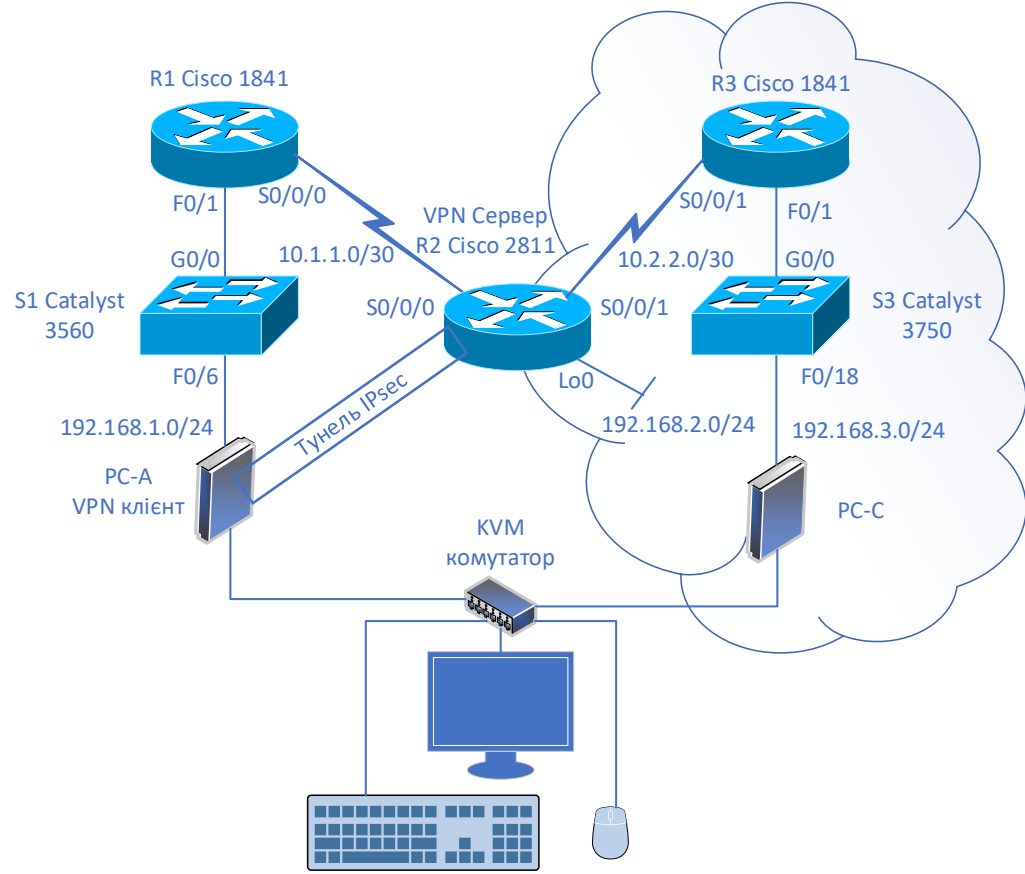 R1 Cisco 1841
R3 Cisco 1841
F0/1
S0/0/0
VPN Сервер
R2 Cisco 2811
S0/0/1
F0/1
G0/0
10.1.1.0/30
10.2.2.0/30
G0/0
S1 Catalyst
3560
S0/0/0
S0/0/1
S3 Catalyst
3750
F0/6
Тунель IPsec
Lo0
F0/18
192.168.1.0/24
192.168.2.0/24
192.168.3.0/24
PC-A
VPN клієнт
PC-C
KVM
комутатор